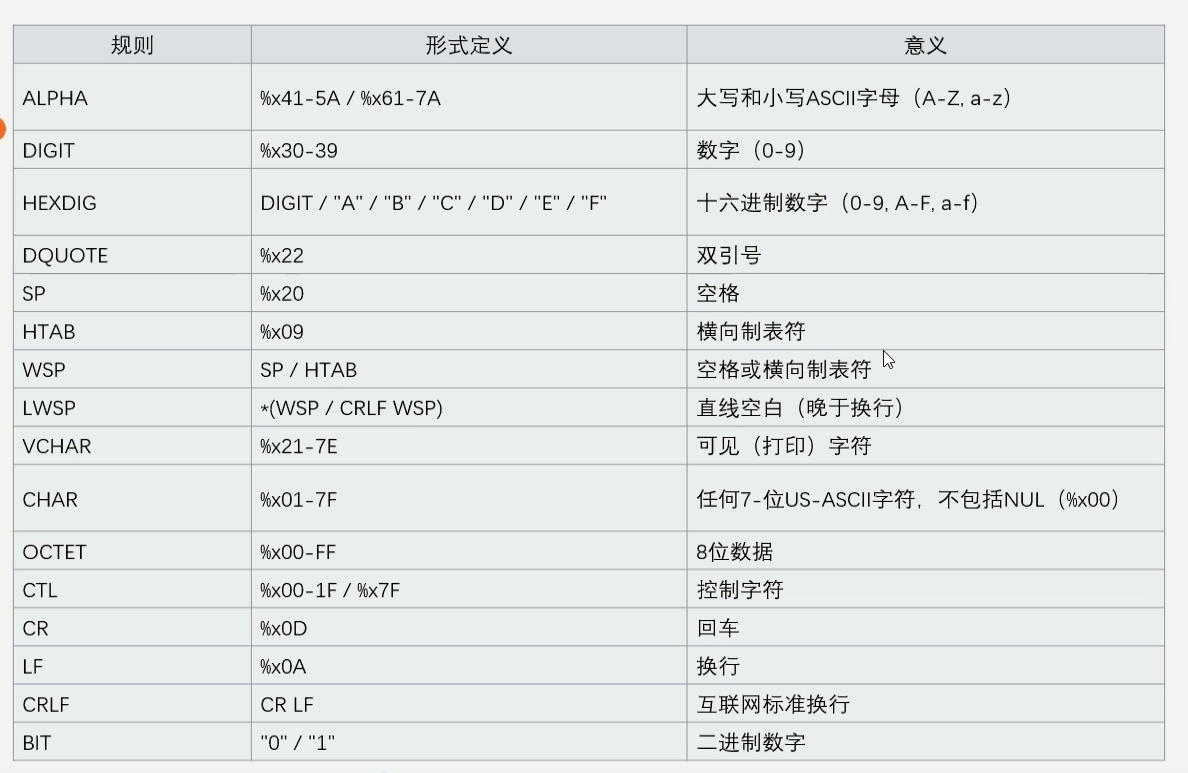 规则 形式定义 意义
ALPHA %x41-5A / %x61-7A 大写和小写ASCII字母（A-Z, a-z）
DIGIT %x30-39 数字（0-9）
HEXDIG DIGIT / "A" / "B" / "C" / "D" / "E" / "F" 十六进制数字（0-9, A-F, a-f）
DQUOTE %x22 双引号
SP %x20 空格
HTAB %x09 横向制表符
WSP SP / HTAB 空格或横向制表符
LWSP *(WSP / CRLF WSP) 直线空白（晚于换行）
VCHAR %x21-7E 可见（打印）字符
CHAR %x01-7F 任何7-位US-ASCII字符，不包括NUL（%x00）
OCTET %x00-FF 8位数据
CTL %x00-1F / %x7F 控制字符
CR %x0D 回车
LF %x0A 换行
CRLF CR LF 互联网标准换行
BIT "0" / "1" 二进制数字